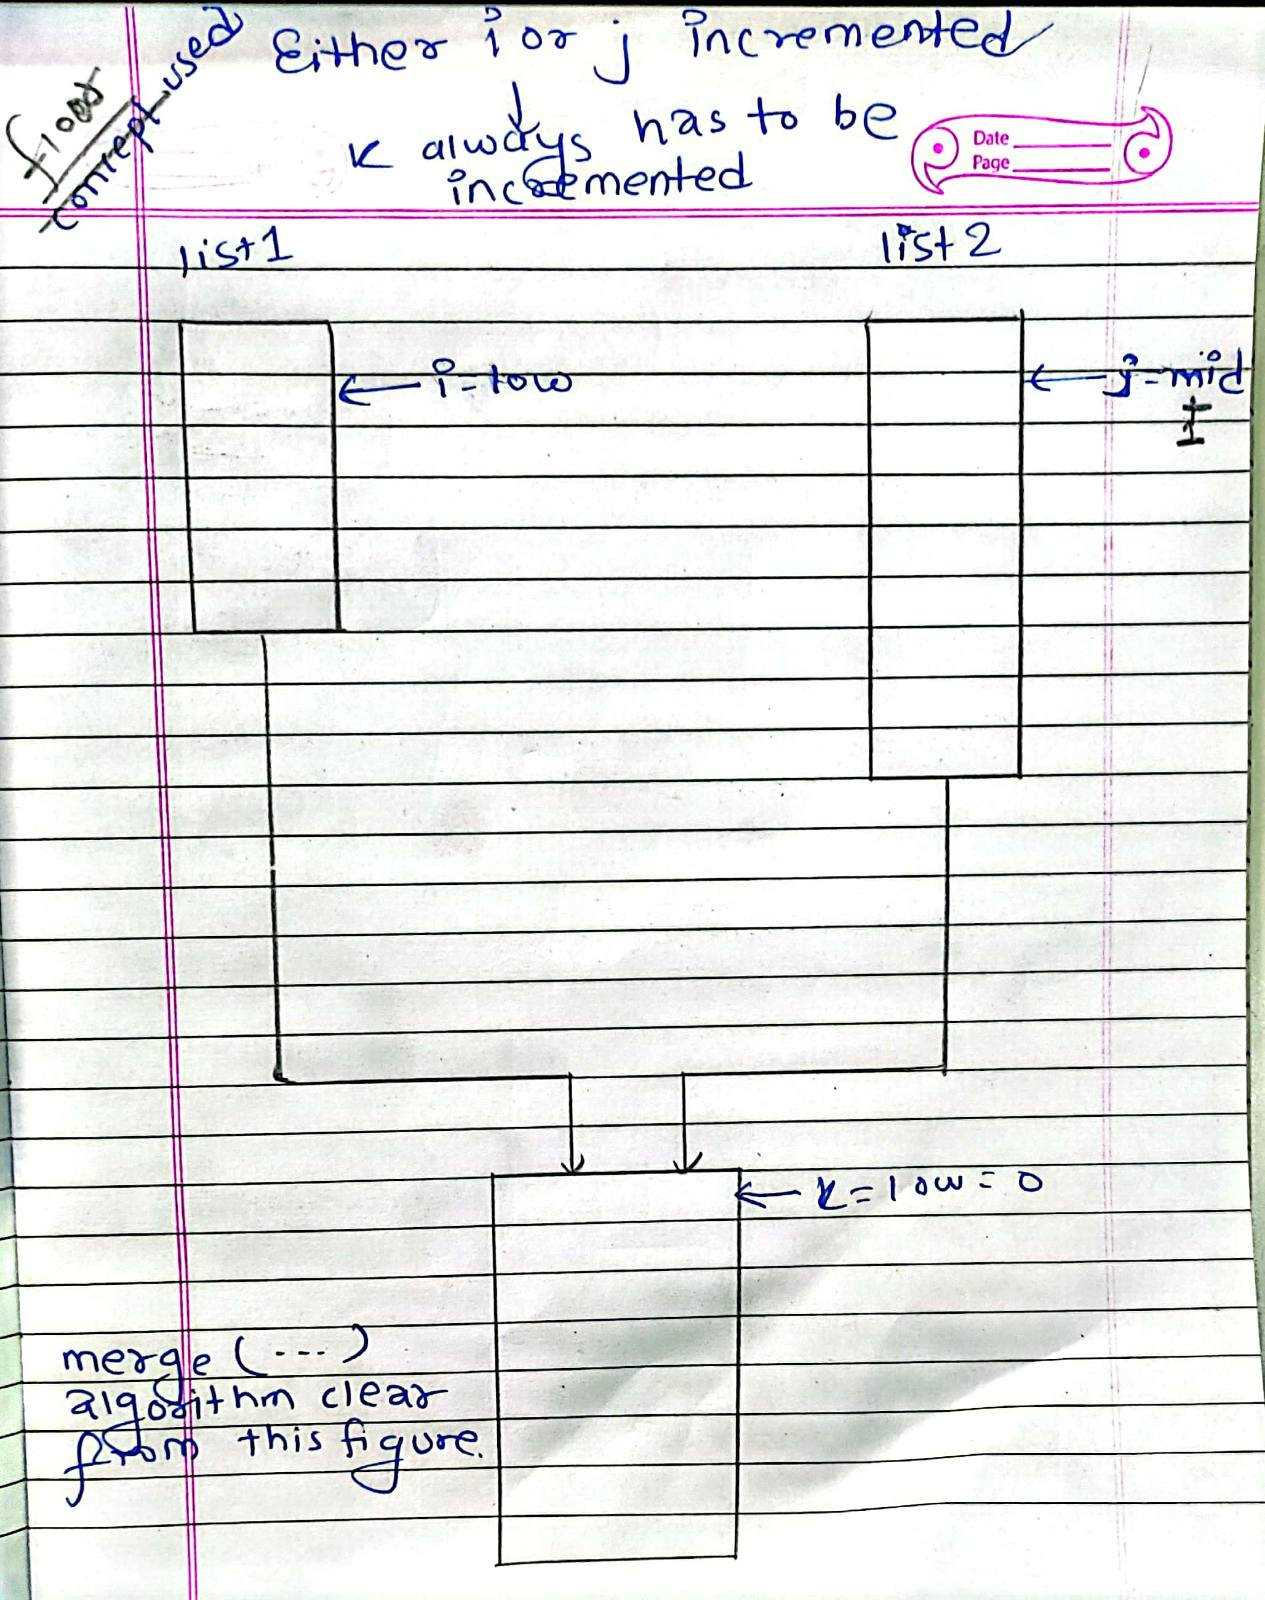 floor
concept used
Either i or j incremented
↓
K always has to be
incremented
Date
Page
list 1
list 2
← i=low
← j=mid
+
1
← k=low=0
merge (---)
algorithm clear
from this figure.